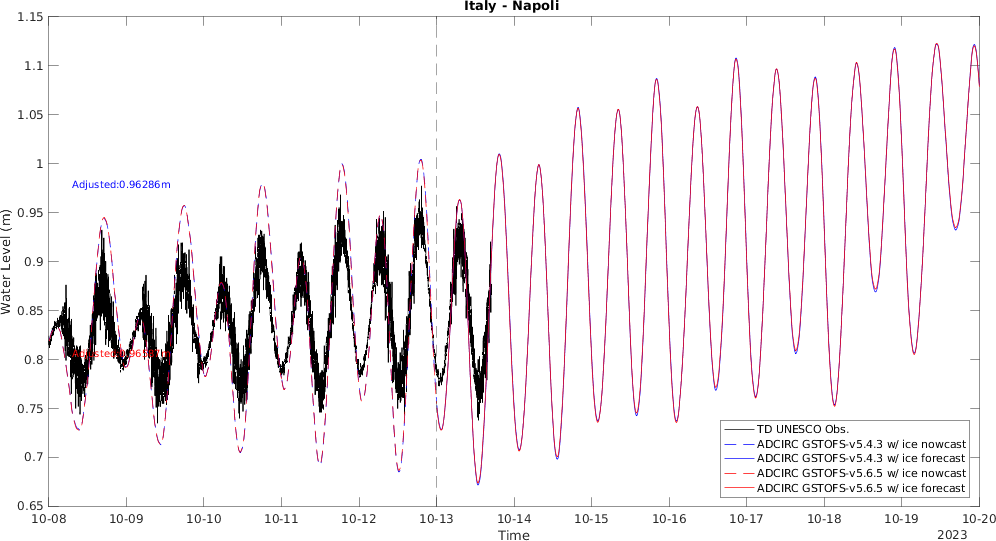 Italy - Napoli
1.15
1.1
1.05
1
0.95
0.9
0.85
0.8
0.75
0.7
0.65
Water Level (m)
Adjusted:0.96286m
TD UNESCO Obs.
ADCIRC GSTOFS-v5.4.3 w/ ice nowcast
ADCIRC GSTOFS-v5.4.3 w/ ice forecast
ADCIRC GSTOFS-v5.6.5 w/ ice nowcast
ADCIRC GSTOFS-v5.6.5 w/ ice forecast
10-08 10-09 10-10 10-11 10-12 10-13 10-14 10-15 10-16 10-17 10-18 10-19 10-20
Time
2023